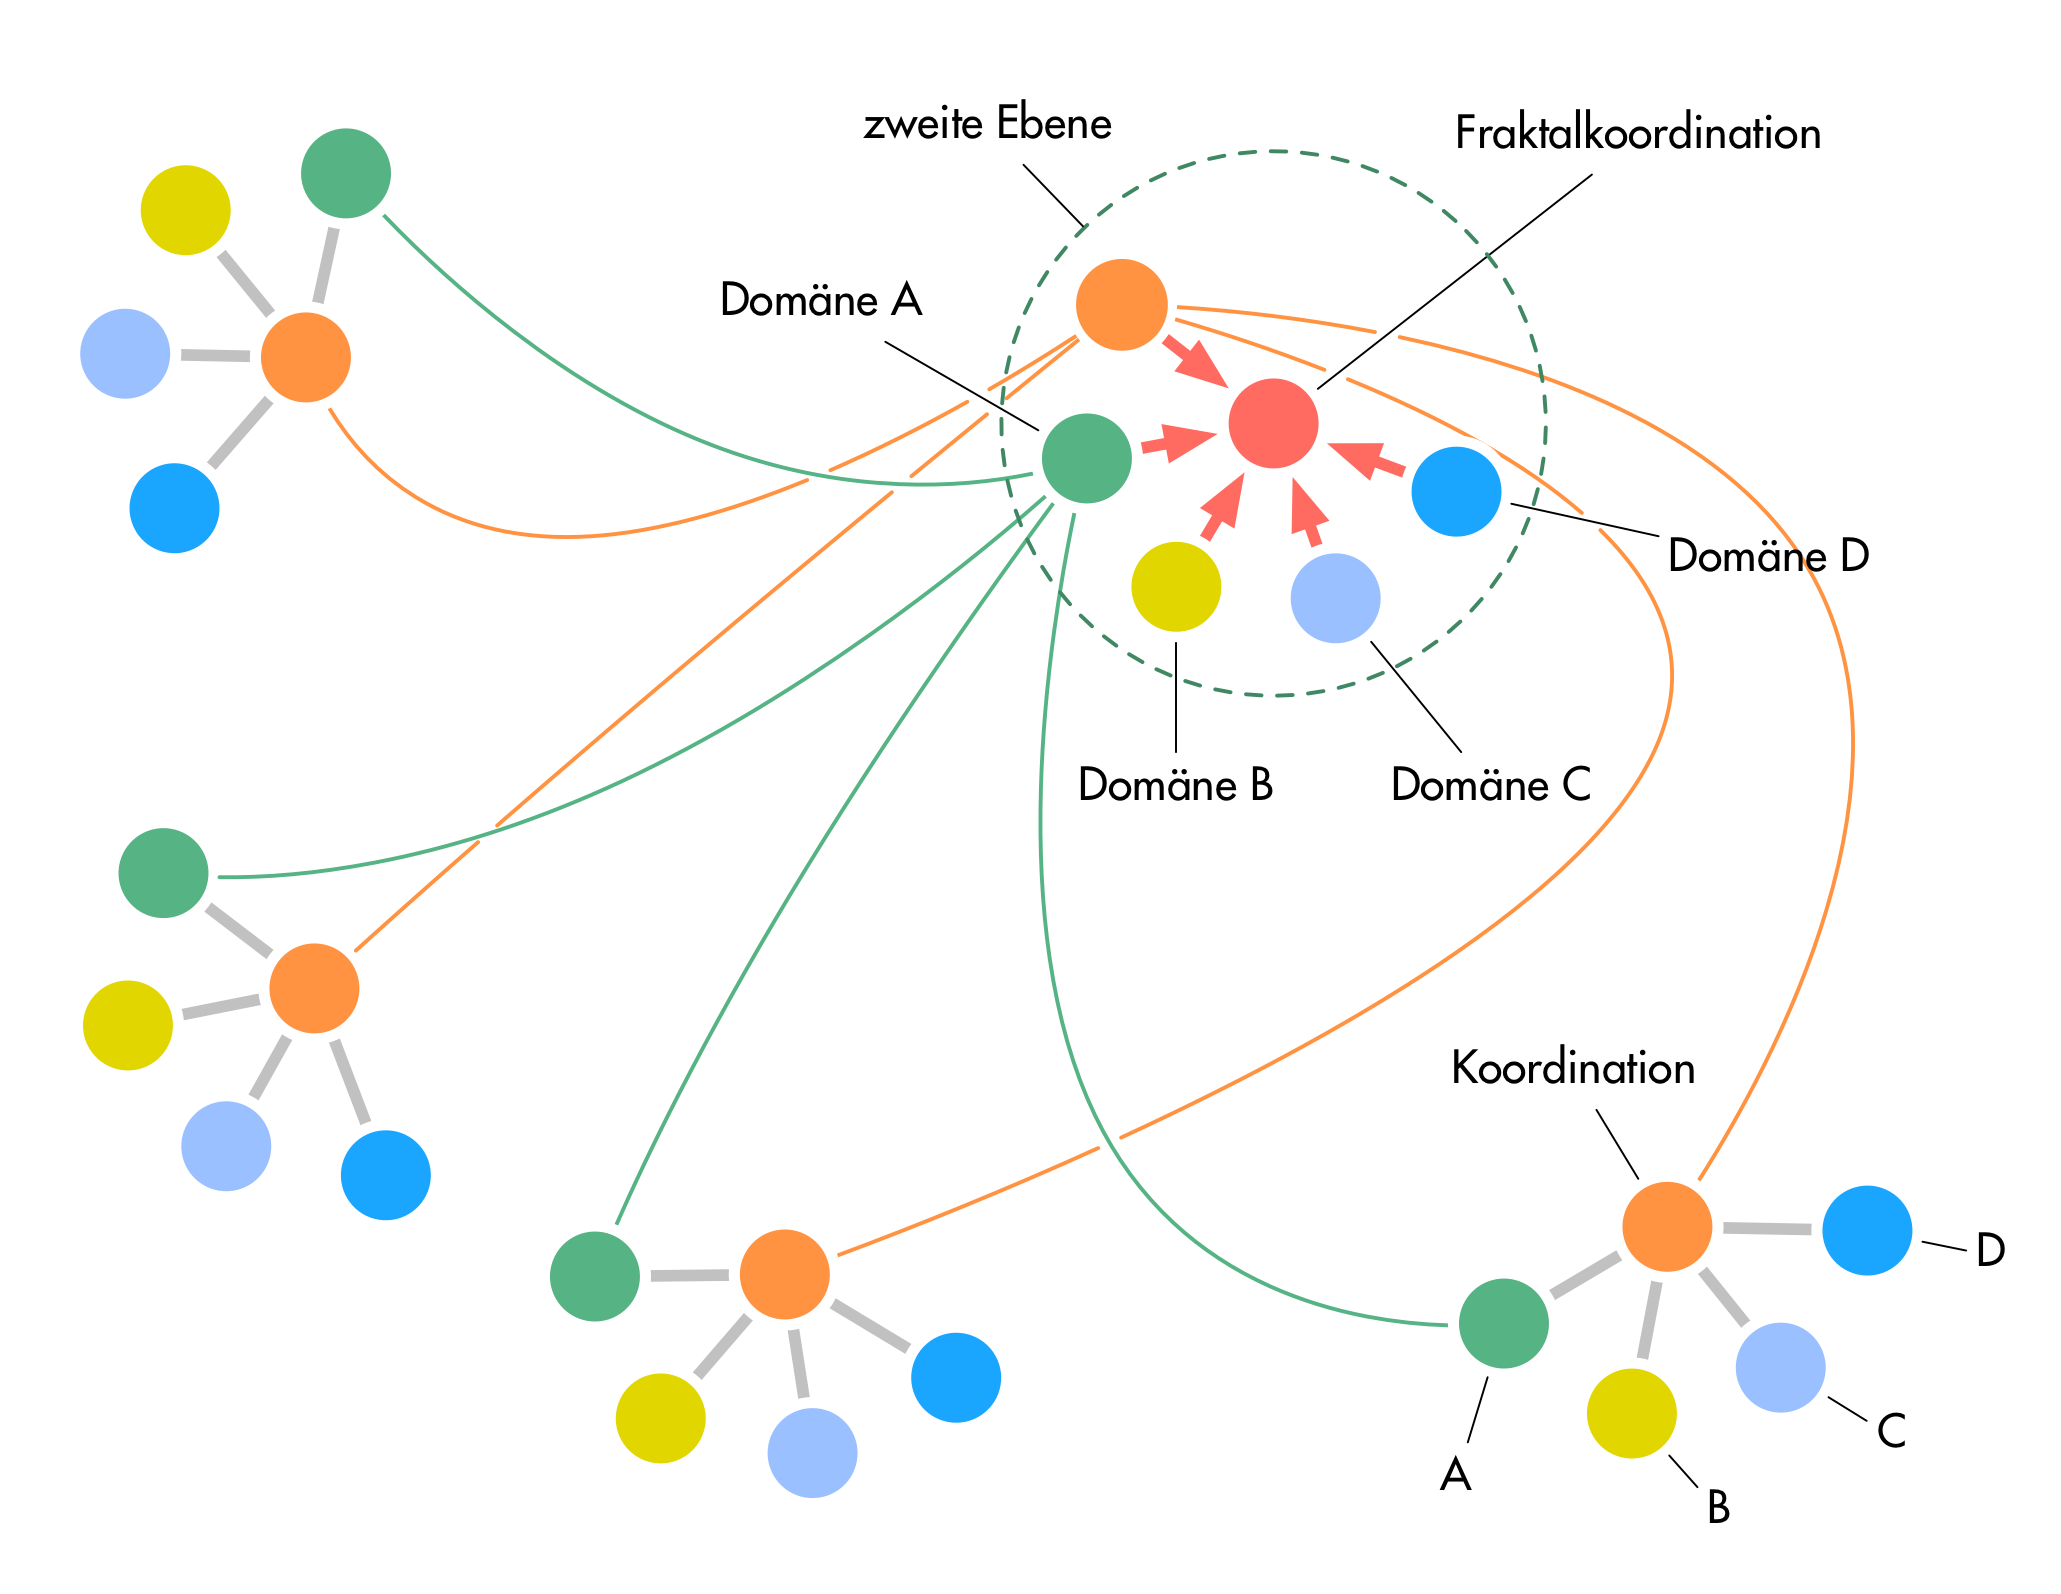 zweite Ebene
Fraktalkoordination
Domäne A
Domäne D
Domäne B
Domäne C
Koordination
D
C
A
B